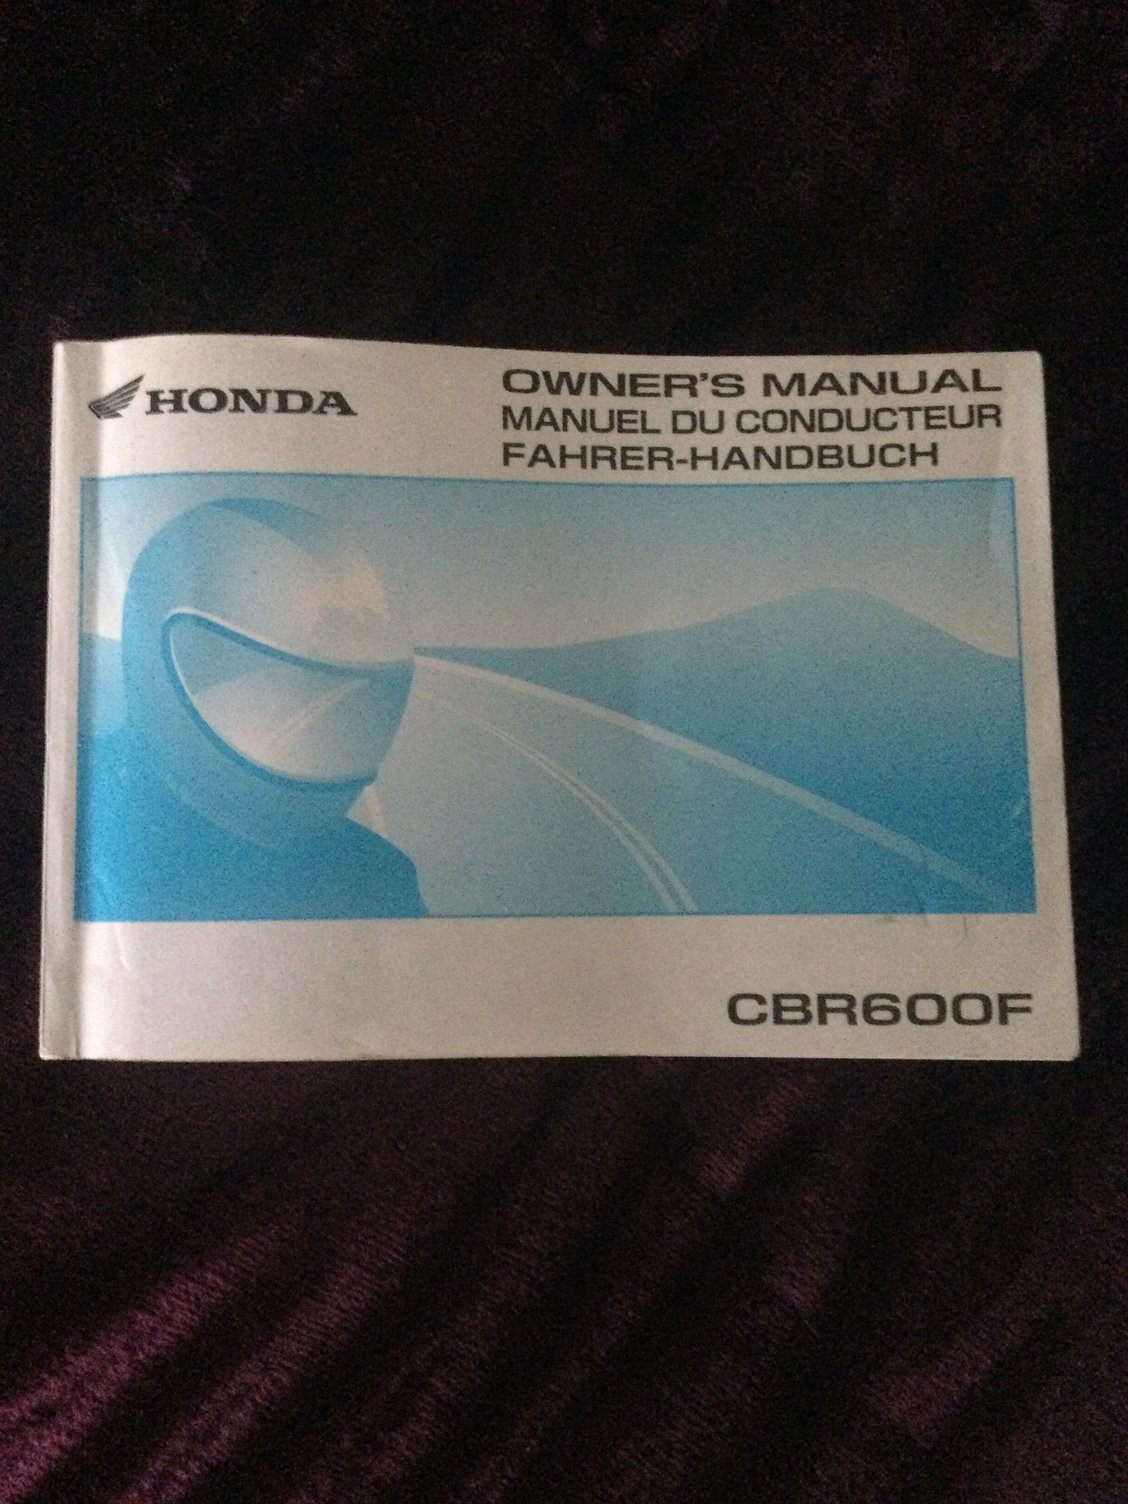 HONDA
OWNER'S MANUAL
MANUEL DU CONDUCTEUR
FAHRER-HANDBUCH
CBR600F